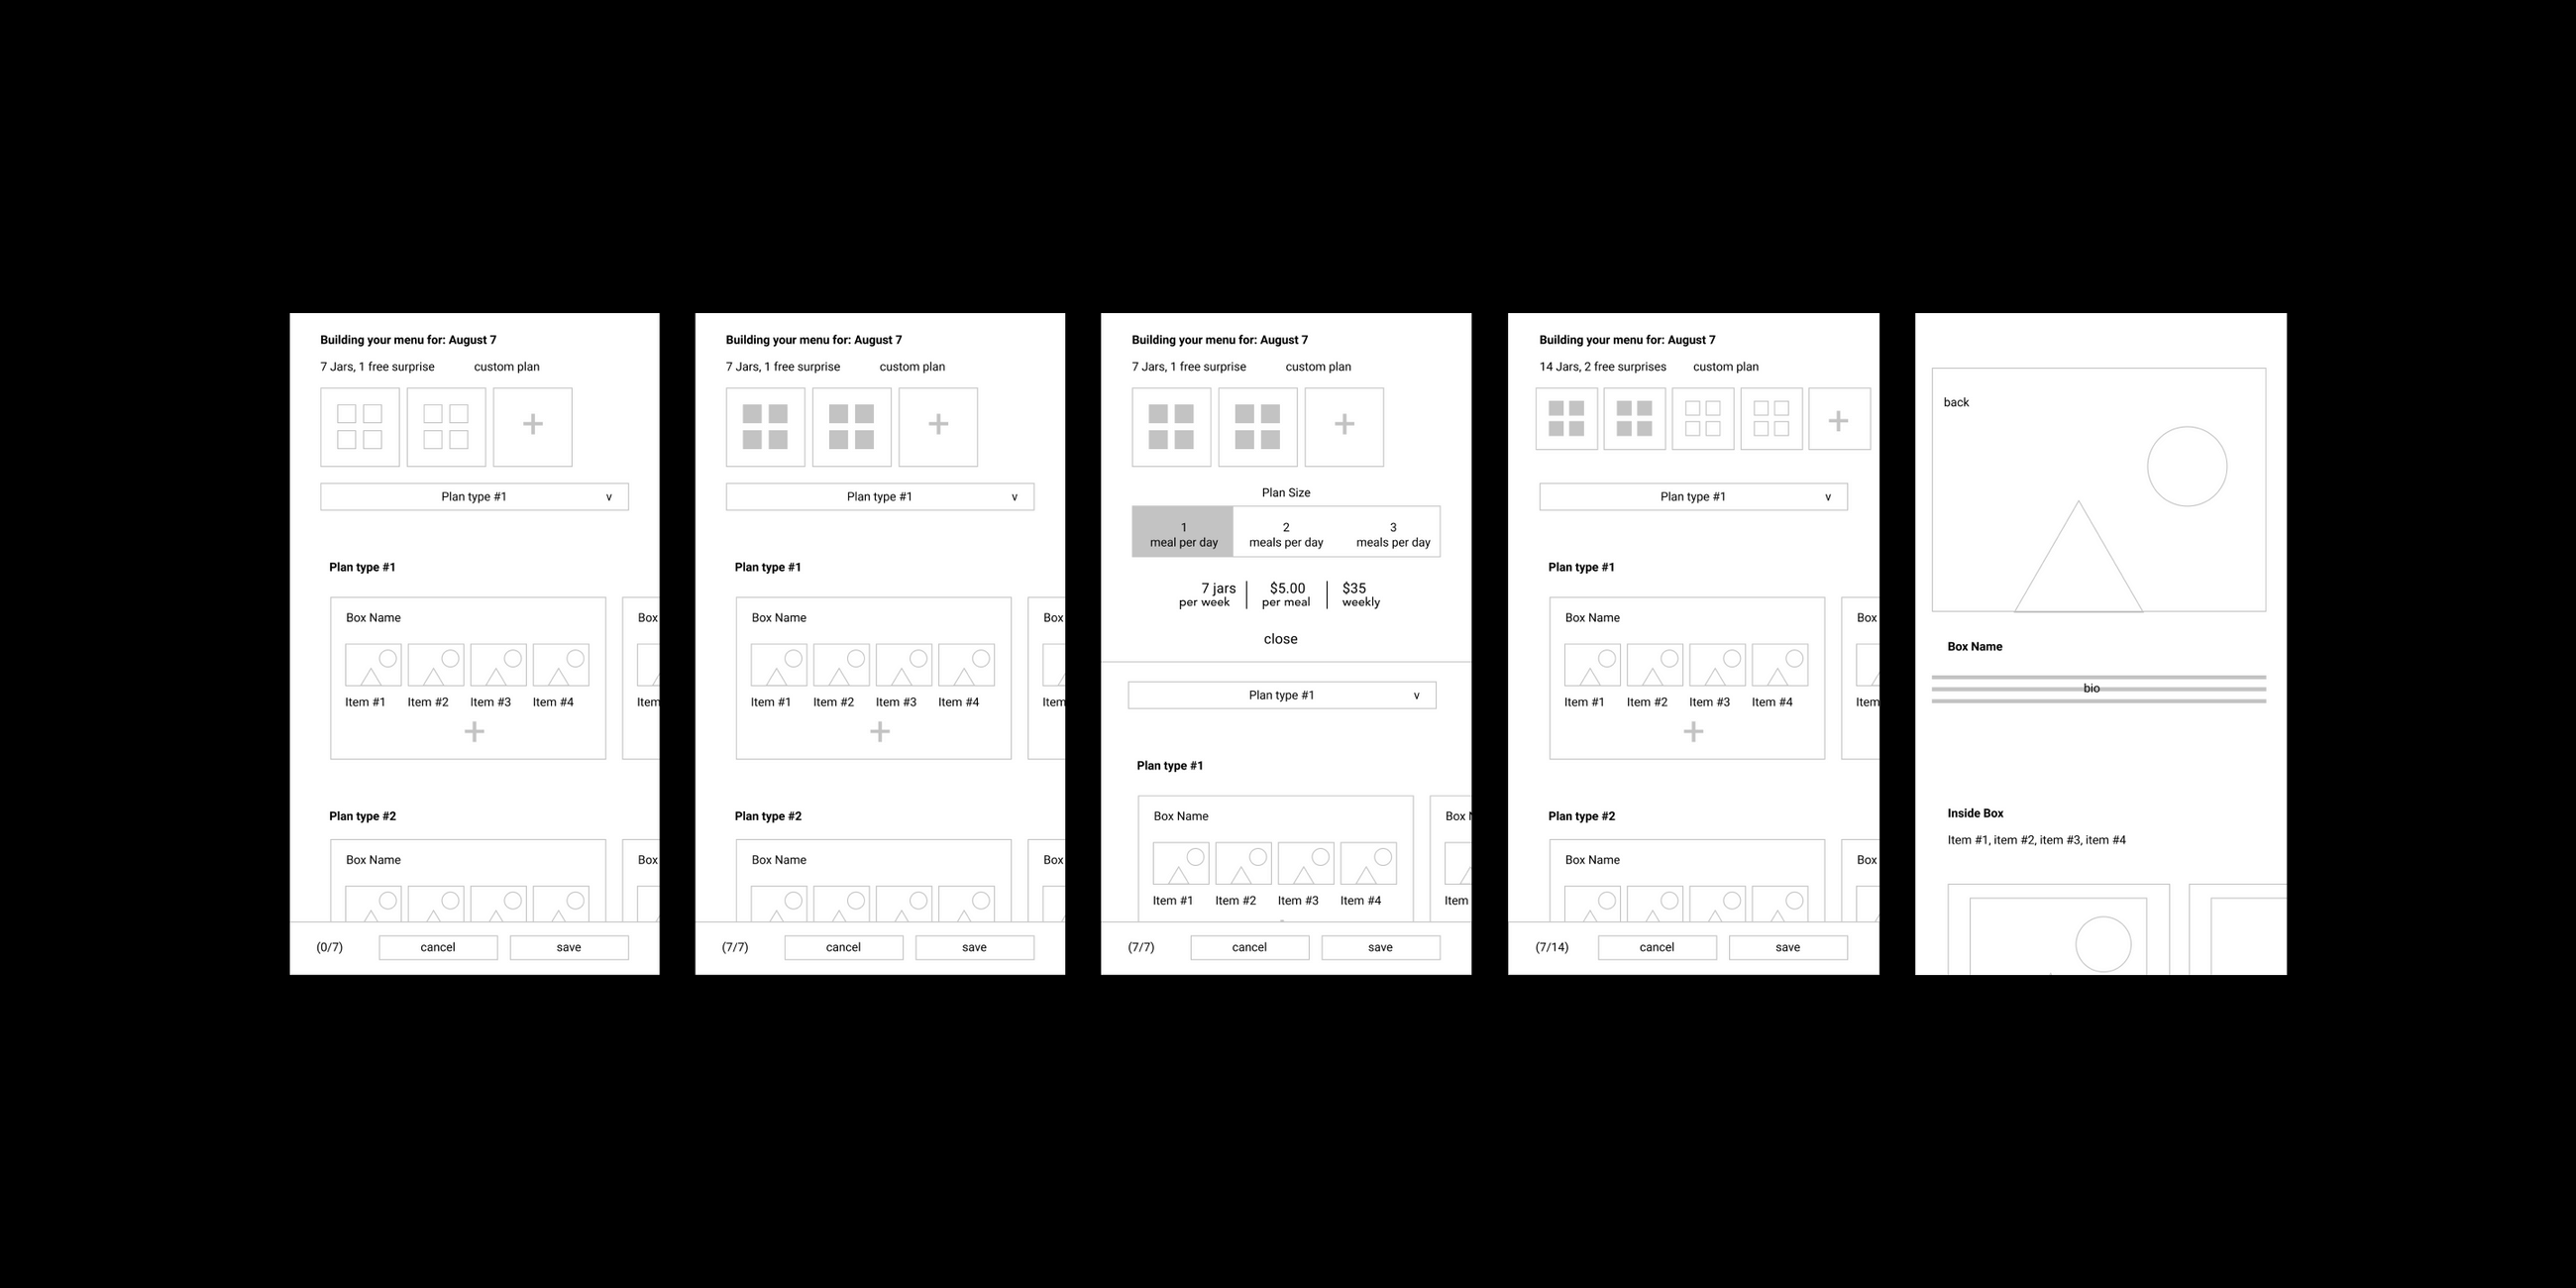 Building your menu for: August 7
7 Jars, 1 free surprise custom plan
Plan type #1 v
Plan type #1
Box Name Box
Item #1 Item #2 Item #3 Item #4 Item
Plan type #2
Box Name Box
(0/7) cancel save
Building your menu for: August 7
7 Jars, 1 free surprise custom plan
Plan type #1 v
Plan type #1
Box Name Box
Item #1 Item #2 Item #3 Item #4 Item
Plan type #2
Box Name Box
(7/7) cancel save
Building your menu for: August 7
7 Jars, 1 free surprise custom plan
Plan Size
1 2 3
meal per day meals per day meals per day
7 jars $5.00 $35
per week per meal weekly
close
Plan type #1 v
Plan type #1
Box Name Box N
Item #1 Item #2 Item #3 Item #4 Item
(7/7) cancel save
Building your menu for: August 7
14 Jars, 2 free surprises custom plan
Plan type #1 v
Plan type #1
Box Name Box
Item #1 Item #2 Item #3 Item #4 Item
Plan type #2
Box Name Box
(7/14) cancel save
back
Box Name
bio
Inside Box
Item #1, item #2, item #3, item #4